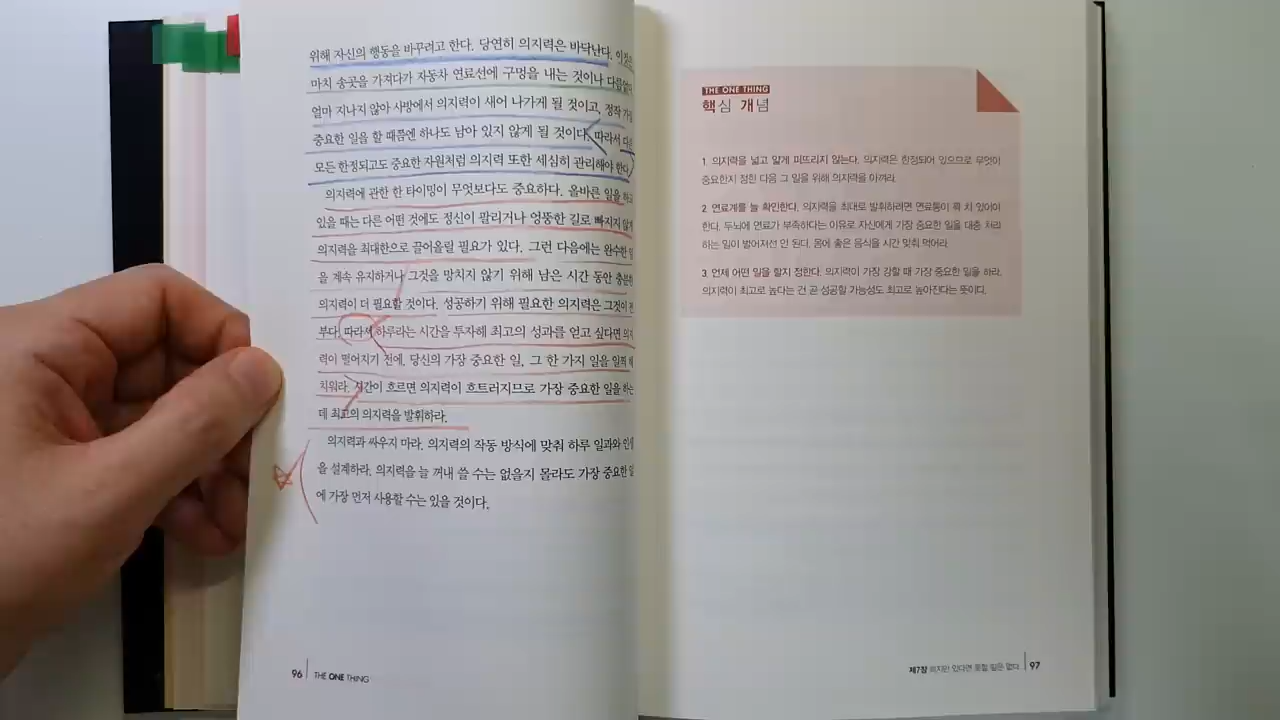 위해 자신의 행동을 바꾸려고 한다. 당연히 의지력은 바닥난다.
마치 송곳을 가져다가 자동차 연료선에 구멍을 내는 것이나 다름없다.
얼마 지나지 않아 사방에서 의지력이 새어 나가게 될 것이고, 정작 가장
중요한 일을 할 때쯤엔 하나도 남아 있지 않게 될 것이다. 따라서 다른
모든 한정되고도 중요한 자원처럼 의지력 또한 세심히 관리해야 한다.
의지력에 관한 한 타이밍이 무엇보다도 중요하다. 올바른 일을 하고
있을 때는 다른 어떤 것에도 정신이 팔리거나 엉뚱한 길로 빠지지 않게
의지력을 최대한으로 끌어올릴 필요가 있다. 그런 다음에는 완수한 일
을 계속 유지하거나 그것을 망치지 않기 위해 남은 시간 동안 충분한
의지력이 더 필요할 것이다. 성공하기 위해 필요한 의지력은 그것이 전
부다. 따라서 하루라는 시간을 투자해 최고의 성과를 얻고 싶다면 의지
력이 떨어지기 전에, 당신의 가장 중요한 일, 그 한 가지 일을 일찍 해
치워라. 시간이 흐르면 의지력이 흐트러지므로 가장 중요한 일을 하는
데 최고의 의지력을 발휘하라.
의지력과 싸우지 마라. 의지력의 작동 방식에 맞춰 하루 일과와 인생
을 설계하라. 의지력을 늘 꺼내 쓸 수는 없을지 몰라도 가장 중요한 일
에 가장 먼저 사용할 수는 있을 것이다.
96 THE ONE THING
THE ONE THING
핵심 개념
1 의지력을 넓고 얇게 퍼뜨리지 않는다. 의지력은 한정되어 있으므로 무엇이
중요한지 정한 다음 그 일을 위해 의지력을 아껴라.
2 연료계를 늘 확인한다. 의지력을 최대로 발휘하려면 연료통이 꽉 차 있어야
한다. 두뇌에 연료가 부족하다는 이유로 자신에게 가장 중요한 일을 대충 처리
하는 일이 벌어져선 안 된다. 몸에 좋은 음식을 시간 맞춰 먹어라.
3 언제 어떤 일을 할지 정한다. 의지력이 가장 강할 때 가장 중요한 일을 하라.
의지력이 최고로 높다는 건 곧 성공할 가능성도 최고로 높아진다는 뜻이다.
제7장 의지만 있다면 못할 일은 없다 97